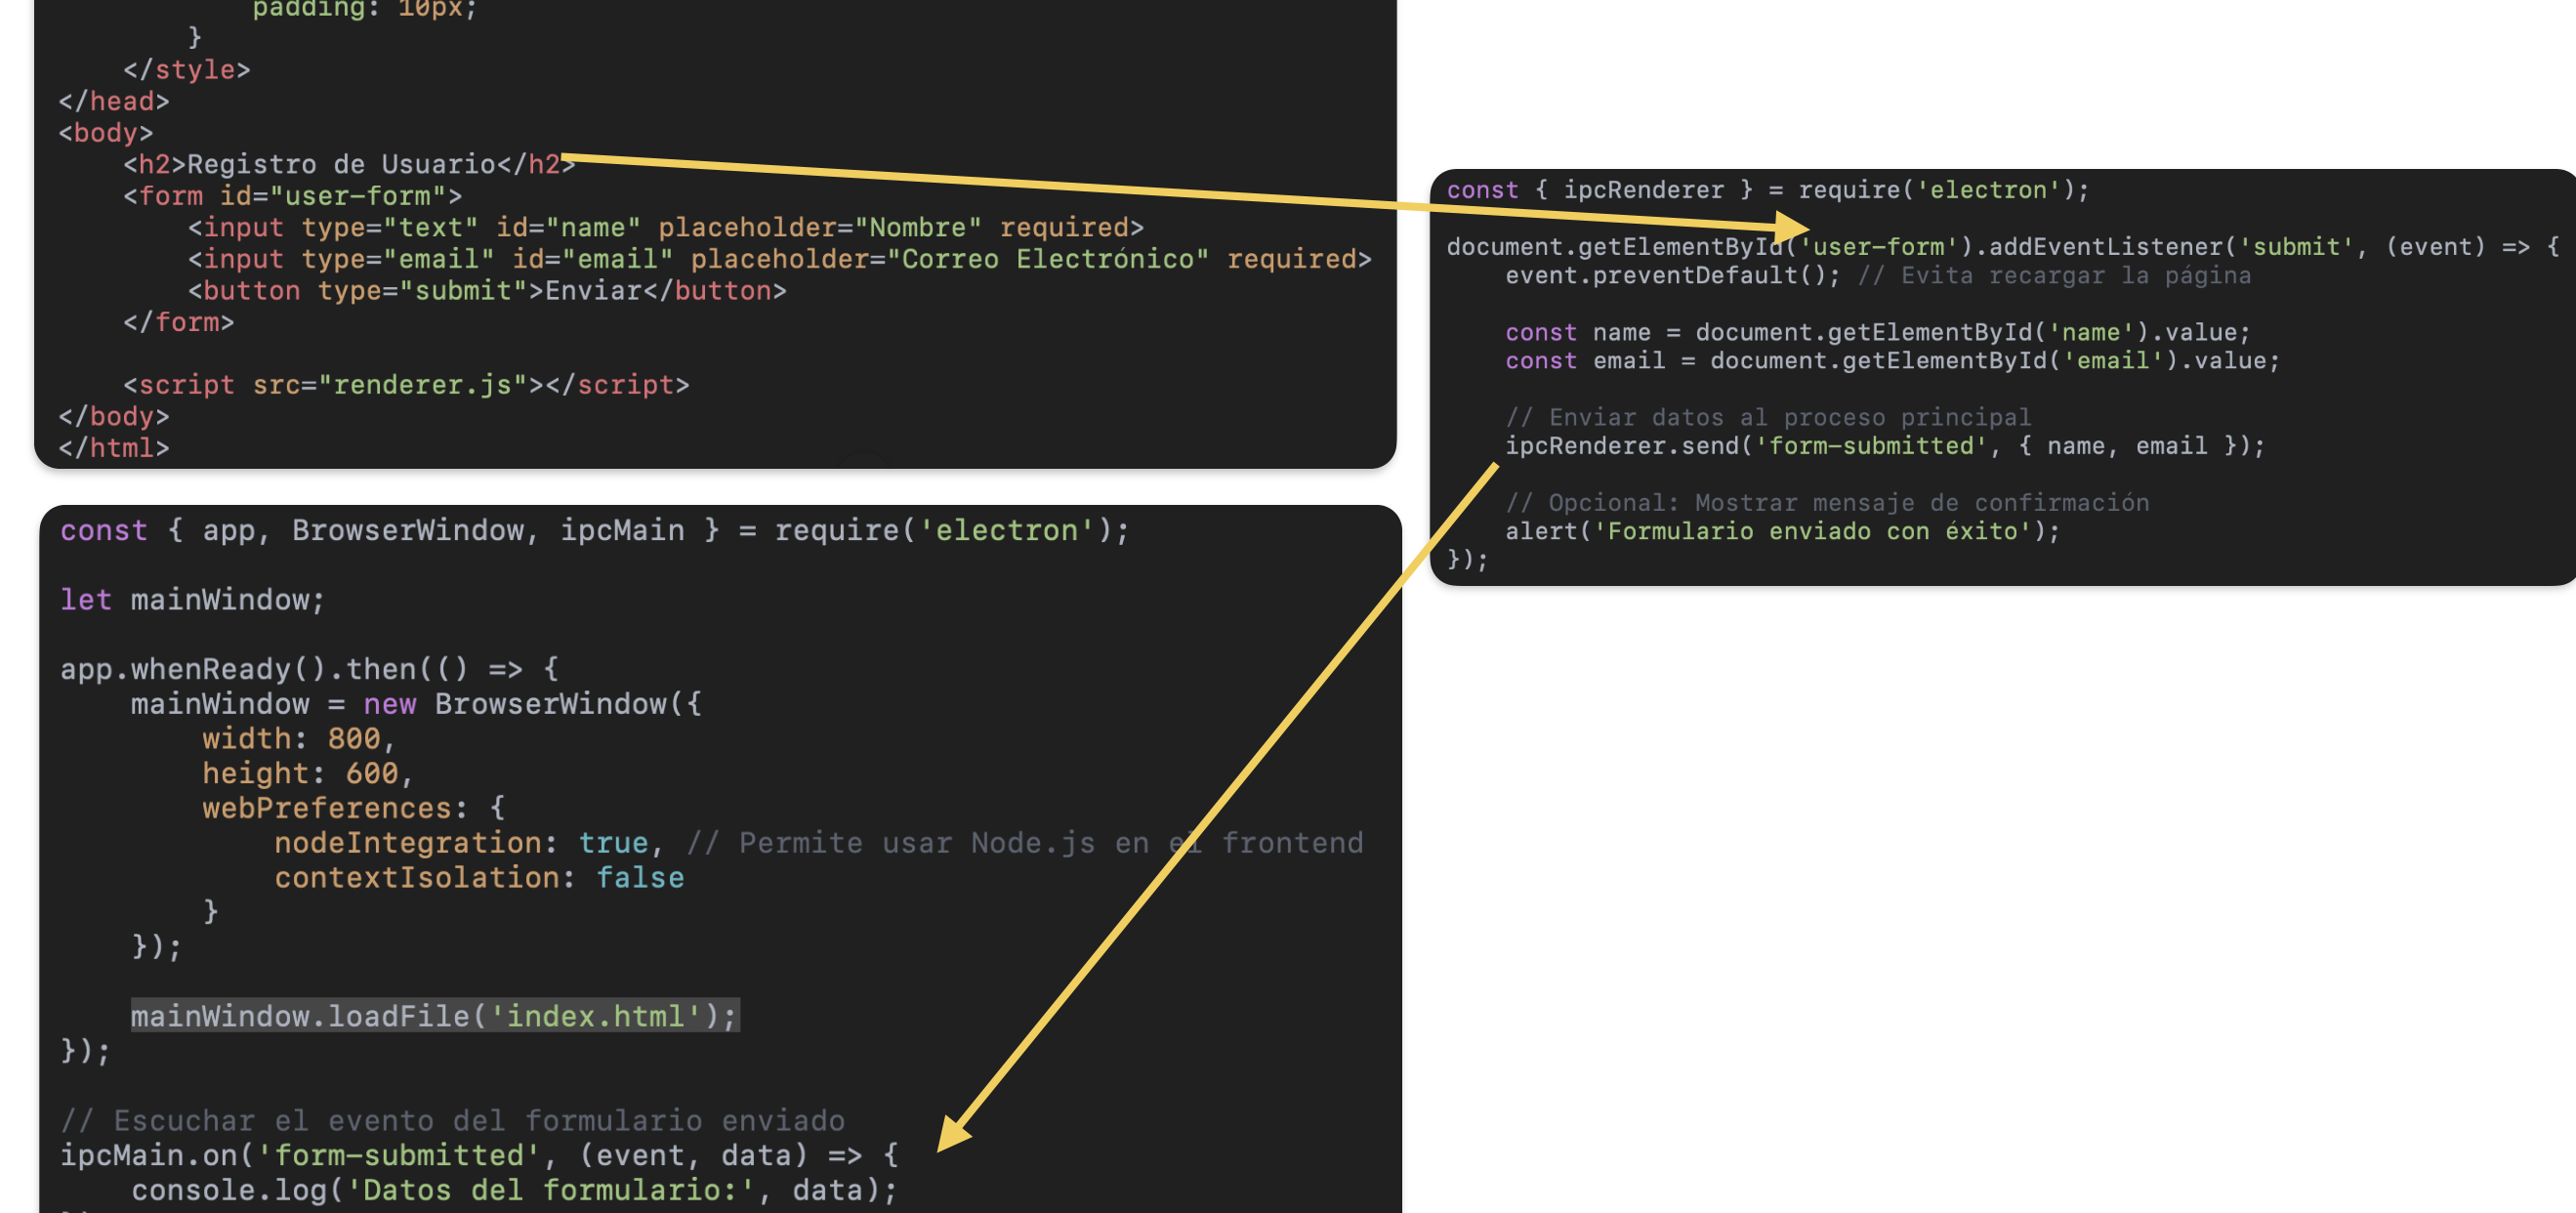 padding: 10px;
}
</style>
</head>
<body>
<h2>Registro de Usuario</h2>
<form id="user-form">
<input type="text" id="name" placeholder="Nombre" required>
<input type="email" id="email" placeholder="Correo Electrónico" required>
<button type="submit">Enviar</button>
</form>
<script src="renderer.js"></script>
</body>
</html>
const { ipcRenderer } = require('electron');
document.getElementById('user-form').addEventListener('submit', (event) => {
event.preventDefault(); // Evita recargar la página
const name = document.getElementById('name').value;
const email = document.getElementById('email').value;
// Enviar datos al proceso principal
ipcRenderer.send('form-submitted', { name, email });
// Opcional: Mostrar mensaje de confirmación
alert('Formulario enviado con éxito');
});
const { app, BrowserWindow, ipcMain } = require('electron');
let mainWindow;
app.whenReady().then(() => {
mainWindow = new BrowserWindow({
width: 800,
height: 600,
webPreferences: {
nodeIntegration: true, // Permite usar Node.js en el frontend
contextIsolation: false
}
});
mainWindow.loadFile('index.html');
});
// Escuchar el evento del formulario enviado
ipcMain.on('form-submitted', (event, data) => {
console.log('Datos del formulario:', data);